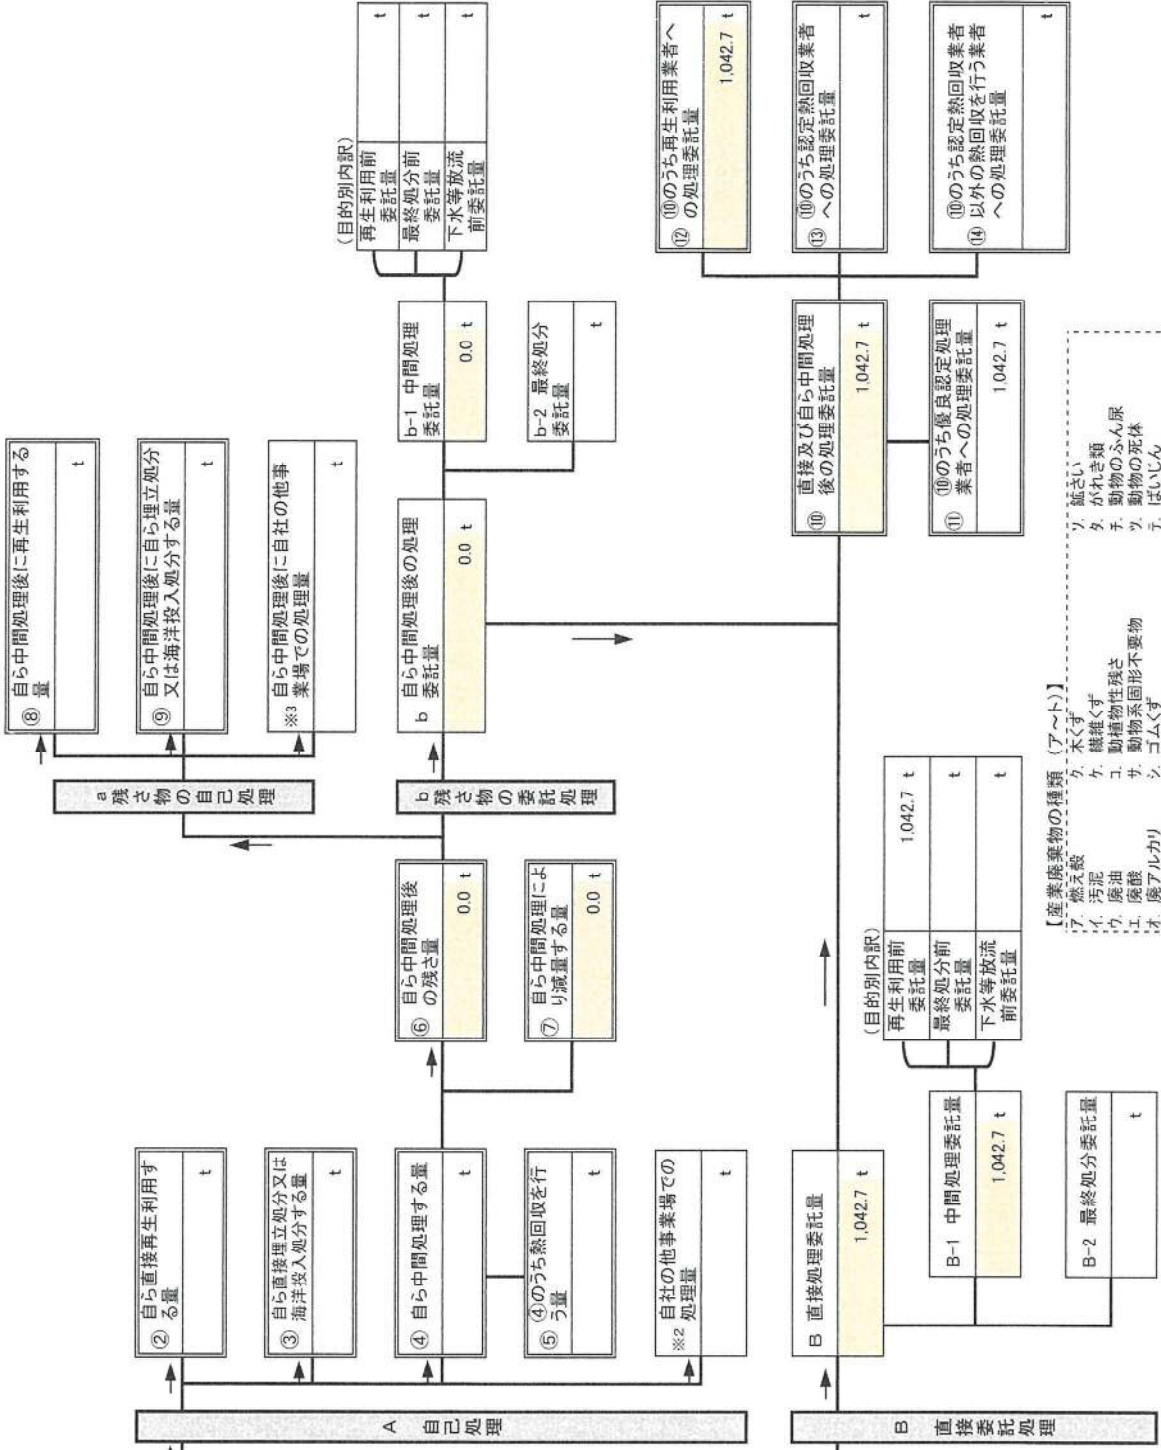 A 自己処理
② 自ら直接再生利用す
る量
t
③ 自ら直接埋立処分又は
海洋投入処分する量
t
④ 自ら中間処理する量
t
⑤ ④のうち熱回収を行
う量
t
※2 自社の他事業場での
処理量
t
⑥ 自ら中間処理後
の残さ量
0.0 t
⑦ 自ら中間処理によ
り減量する量
0.0 t
a 残さ物の自己処理
⑧ 自ら中間処理後に再生利用する
量
t
⑨ 自ら中間処理後に自ら埋立処分
又は海洋投入処分する量
t
※3 自ら中間処理後に自社の他事
業場での処理量
t
b 残さ物の委託処理
b 自ら中間処理後の処理
委託量
0.0 t
b-1 中間処理
委託量
0.0 t
b-2 最終処分
委託量
t
(目的別内訳)
再生利用前
委託量
t
最終処分前
委託量
t
下水等放流
前委託量
t
B 直接委託処理
B 直接処理委託量
1,042.7 t
B-1 中間処理委託量
1,042.7 t
B-2 最終処分委託量
t
(目的別内訳)
再生利用前
委託量
1,042.7 t
最終処分前
委託量
t
下水等放流
前委託量
t
⑩ 直接及び自ら中間処理
後の処理委託量
1,042.7 t
⑪ ⑩のうち優良認定処理
業者への処理委託量
1,042.7 t
⑫ ⑩のうち再生利用業者へ
の処理委託量
1,042.7 t
⑬ ⑩のうち認定熱回収業者
への処理委託量
t
⑭ ⑩のうち認定熱回収業者
以外の熱回収を行う業者
への処理委託量
t
【産業廃棄物の種類 (ア~ト)】
ア. 燃え殻 ク. 木くず ソ. 鉱さい
イ. 汚泥 ケ. 繊維くず タ. がれき類
ウ. 廃油 コ. 動植物性残さ チ. 動物のふん尿
エ. 廃酸 サ. 動物系固形不要物 ツ. 動物の死体
オ. 廃アルカリ シ. ゴムくず テ. ばいじん